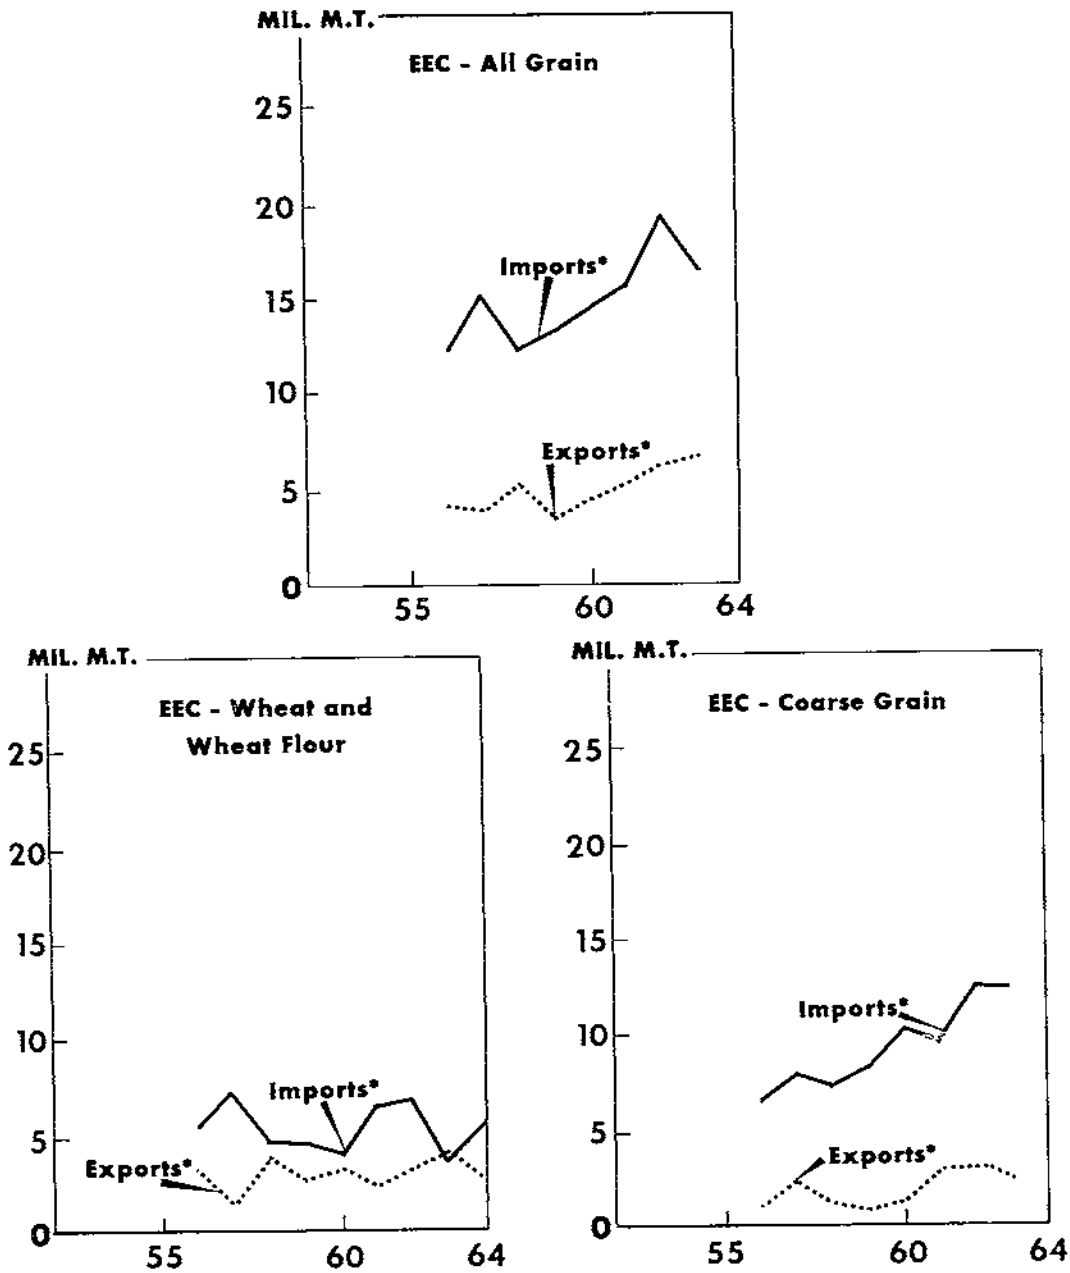 MIL. M.T.
EEC - All Grain
25
20
Imports*
15
10
Exports*
5
0
55 60 64
MIL. M.T.
EEC - Wheat and
Wheat Flour
25
20
15
10
Imports*
5
Exports*
0
55 60 64
MIL. M.T.
EEC - Coarse Grain
25
20
15
Imports*
10
5
Exports*
0
55 60 64